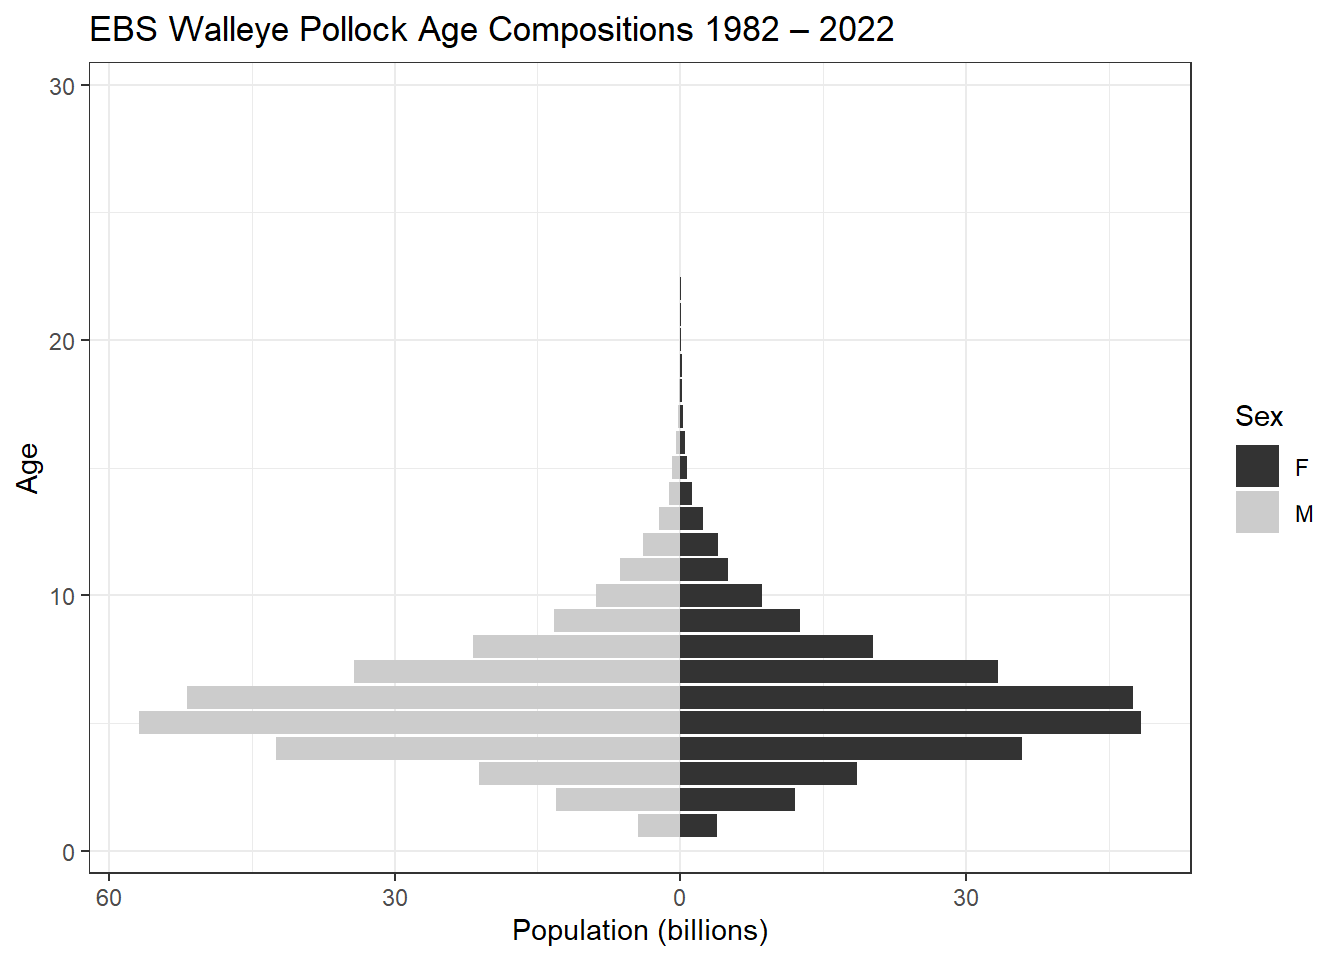 EBS Walleye Pollock Age Compositions 1982 – 2022
30
20
10
0
Age
60 30 0 30
Population (billions)
Sex
F
M